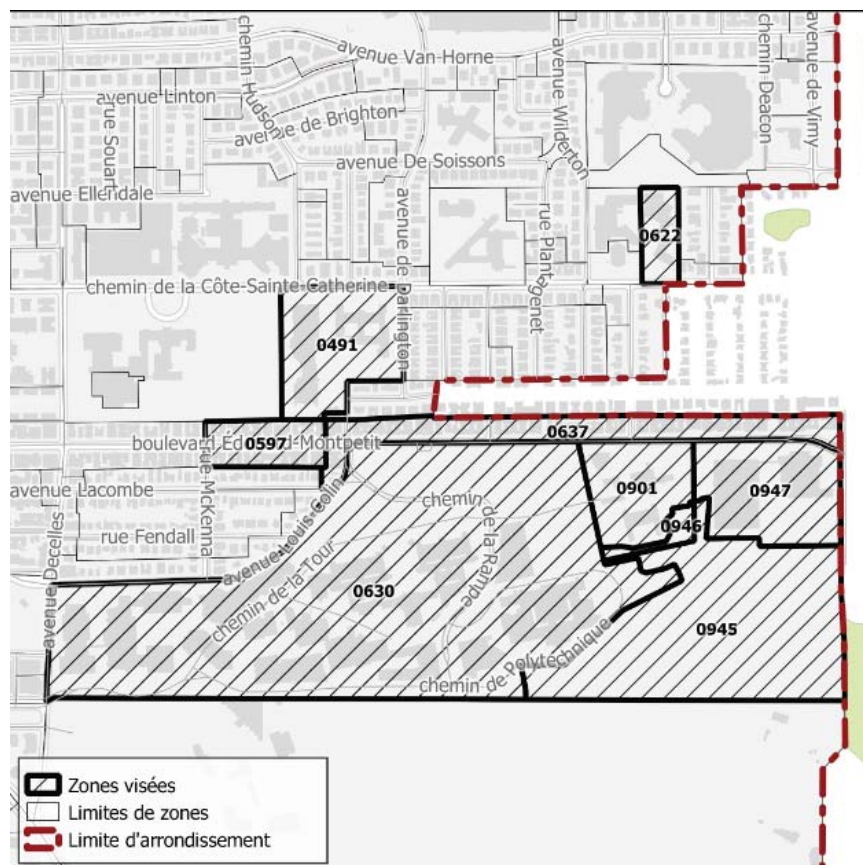 avenue Van Horne
chemin Hudson
avenue Linton
rue Souart
avenue de Brighton
avenue Wilderton
chemin Deacon
avenue de Vimy
avenue De Soissons
avenue Ellendale
avenue de Darlington
rue Plantagenet
0622
chemin de la Côte-Sainte-Catherine
0491
boulevard Éd
d-Montpetit
0597
0637
rue McKenna
avenue Lacombe
avenue Louis-Colin
chemin de la Rampe
0901
0947
0946
rue Fendall
avenue Decelles
chemin de la Tour
0630
0945
chemin de Polytechnique
Zones visées
Limites de zones
Limite d'arrondissement